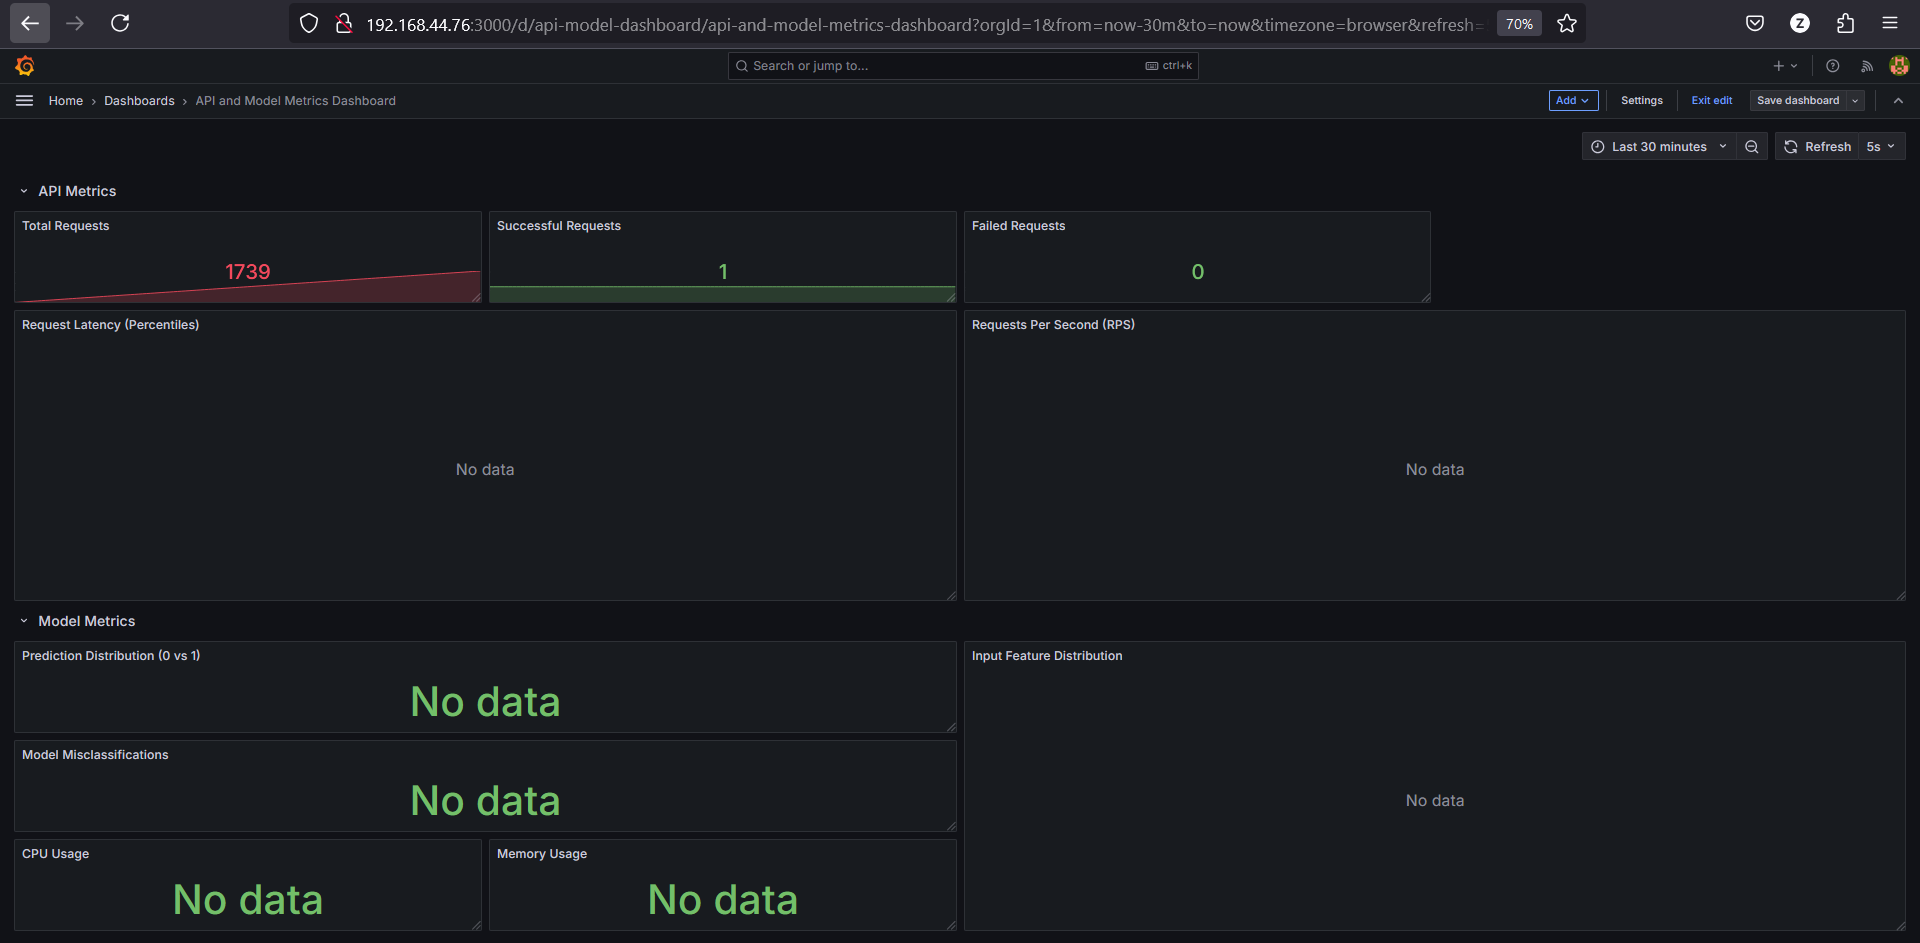 192.168.44.76:3000/d/api-model-dashboard/api-and-model-metrics-dashboard?orgId=1&from=now-30m&to=now&timezone=browser&refresh=
70%
Z
Search or jump to...
ctrl+k
Home › Dashboards › API and Model Metrics Dashboard
Add
Settings
Exit edit
Save dashboard
Last 30 minutes
Refresh
5s
API Metrics
Total Requests
1739
Successful Requests
1
Failed Requests
0
Request Latency (Percentiles)
No data
Requests Per Second (RPS)
No data
Model Metrics
Prediction Distribution (0 vs 1)
No data
Input Feature Distribution
No data
Model Misclassifications
No data
CPU Usage
No data
Memory Usage
No data